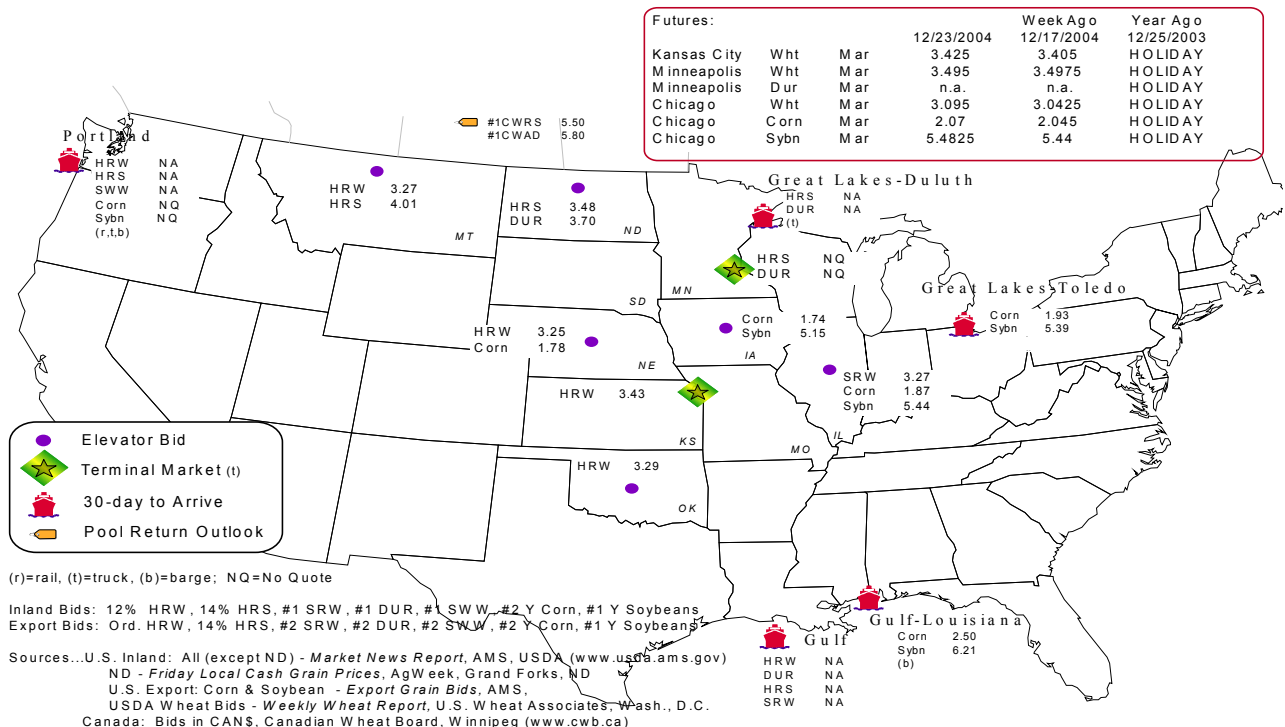 Futures: Week Ago Year Ago
12/23/2004 12/17/2004 12/25/2003
Kansas City Wht Mar 3.425 3.405 HOLIDAY
Minneapolis Wht Mar 3.495 3.4975 HOLIDAY
Minneapolis Dur Mar n.a. n.a. HOLIDAY
Chicago Wht Mar 3.095 3.0425 HOLIDAY
Chicago Corn Mar 2.07 2.045 HOLIDAY
Chicago Sybn Mar 5.4825 5.44 HOLIDAY
#1CWRS 5.50
#1CWAD 5.80
Portland
HRW NA
HRS NA
SWW NA
Corn NQ
Sybn NQ
(r,t,b)
HRW 3.27
HRS 4.01
MT
HRS 3.48
DUR 3.70
ND
Great Lakes-Duluth
HRS NA
DUR NA
(t)
HRS NQ
DUR NQ
MN
SD
Great Lakes-Toledo
Corn 1.93
Sybn 5.39
HRW 3.25
Corn 1.78
NE
Corn 1.74
Sybn 5.15
IA
SRW 3.27
Corn 1.87
Sybn 5.44
IL
HRW 3.43
KS
MO
HRW 3.29
OK
Elevator Bid
Terminal Market (t)
30-day to Arrive
Pool Return Outlook
Gulf-Louisiana
Corn 2.50
Sybn 6.21
(b)
Gulf
HRW NA
DUR NA
HRS NA
SRW NA
(r)=rail, (t)=truck, (b)=barge; NQ=No Quote
Inland Bids: 12% HRW, 14% HRS, #1 SRW, #1 DUR, #1 SWW, #2 Y Corn, #1 Y Soybeans
Export Bids: Ord. HRW, 14% HRS, #2 SRW, #2 DUR, #2 SWW, #2 Y Corn, #1 Y Soybeans
Sources...U.S. Inland: All (except ND) - Market News Report, AMS, USDA (www.usda.ams.gov)
ND - Friday Local Cash Grain Prices, AgWeek, Grand Forks, ND
U.S. Export: Corn & Soybean - Export Grain Bids, AMS,
USDA Wheat Bids - Weekly Wheat Report, U.S. Wheat Associates, Wash., D.C.
Canada: Bids in CAN$, Canadian Wheat Board, Winnipeg (www.cwb.ca)